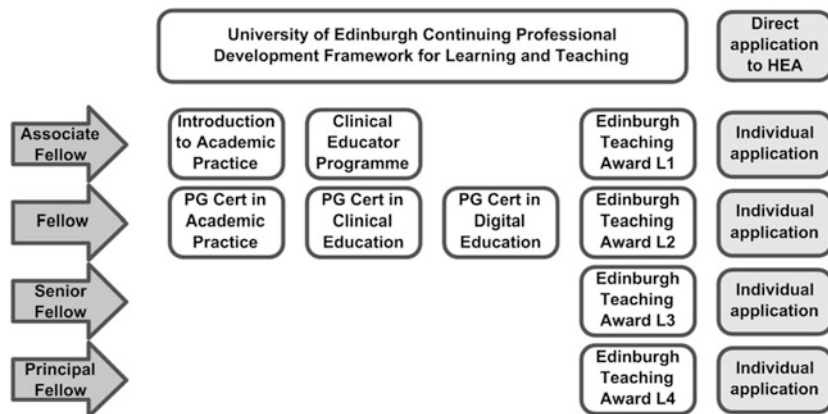 University of Edinburgh Continuing Professional
Development Framework for Learning and Teaching
Direct
application
to HEA
Associate
Fellow
Introduction
to Academic
Practice
Clinical
Educator
Programme
Edinburgh
Teaching
Award L1
Individual
application
Fellow
PG Cert in
Academic
Practice
PG Cert in
Clinical
Education
PG Cert in
Digital
Education
Edinburgh
Teaching
Award L2
Individual
application
Senior
Fellow
Edinburgh
Teaching
Award L3
Individual
application
Principal
Fellow
Edinburgh
Teaching
Award L4
Individual
application